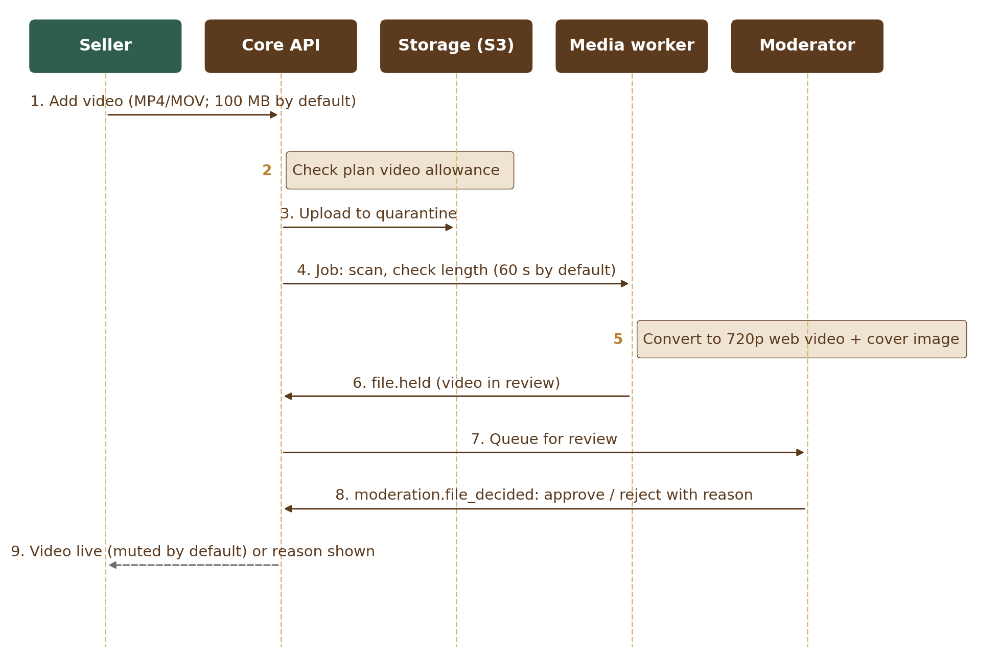 Seller
Core API
Storage (S3)
Media worker
Moderator
1. Add video (MP4/MOV; 100 MB by default)
2
Check plan video allowance
3. Upload to quarantine
4. Job: scan, check length (60 s by default)
5
Convert to 720p web video + cover image
6. file.held (video in review)
7. Queue for review
8. moderation.file_decided: approve / reject with reason
9. Video live (muted by default) or reason shown